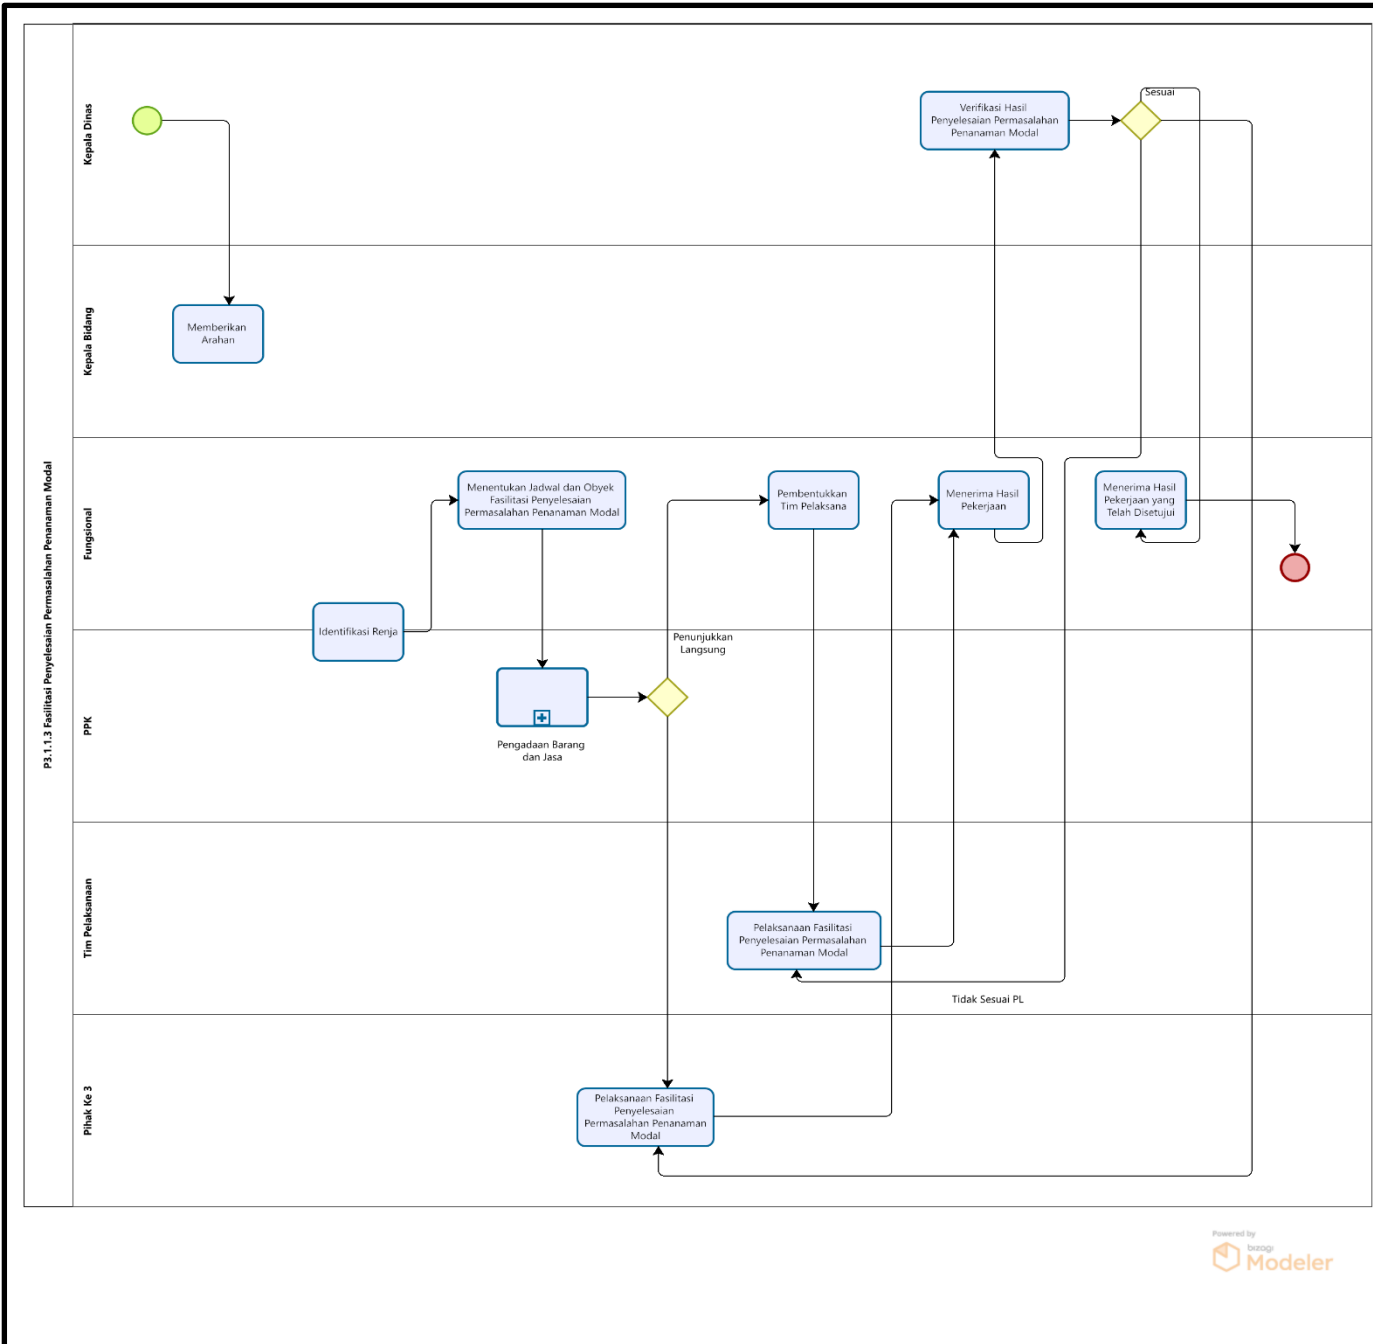 P3.1.1.3 Fasilitasi Penyelesaian Permasalahan Penanaman Modal
Kepala Dinas
Verifikasi Hasil
Penyelesaian Permasalahan
Penanaman Modal
Sesuai
Kepala Bidang
Memberikan
Arahan
Fungsional
Menentukan Jadwal dan Obyek
Fasilitasi Penyelesaian
Permasalahan Penanaman Modal
Pembentukkan
Tim Pelaksana
Menerima Hasil
Pekerjaan
Menerima Hasil
Pekerjaan yang
Telah Disetujui
Identifikasi Renja
PPK
Penunjukkan
Langsung
Pengadaan Barang
dan Jasa
Tim Pelaksanaan
Pelaksanaan Fasilitasi
Penyelesaian Permasalahan
Penanaman Modal
Tidak Sesuai PL
Pihak Ke 3
Pelaksanaan Fasilitasi
Penyelesaian
Permasalahan Penanaman
Modal
Powered by
bizagi
Modeler